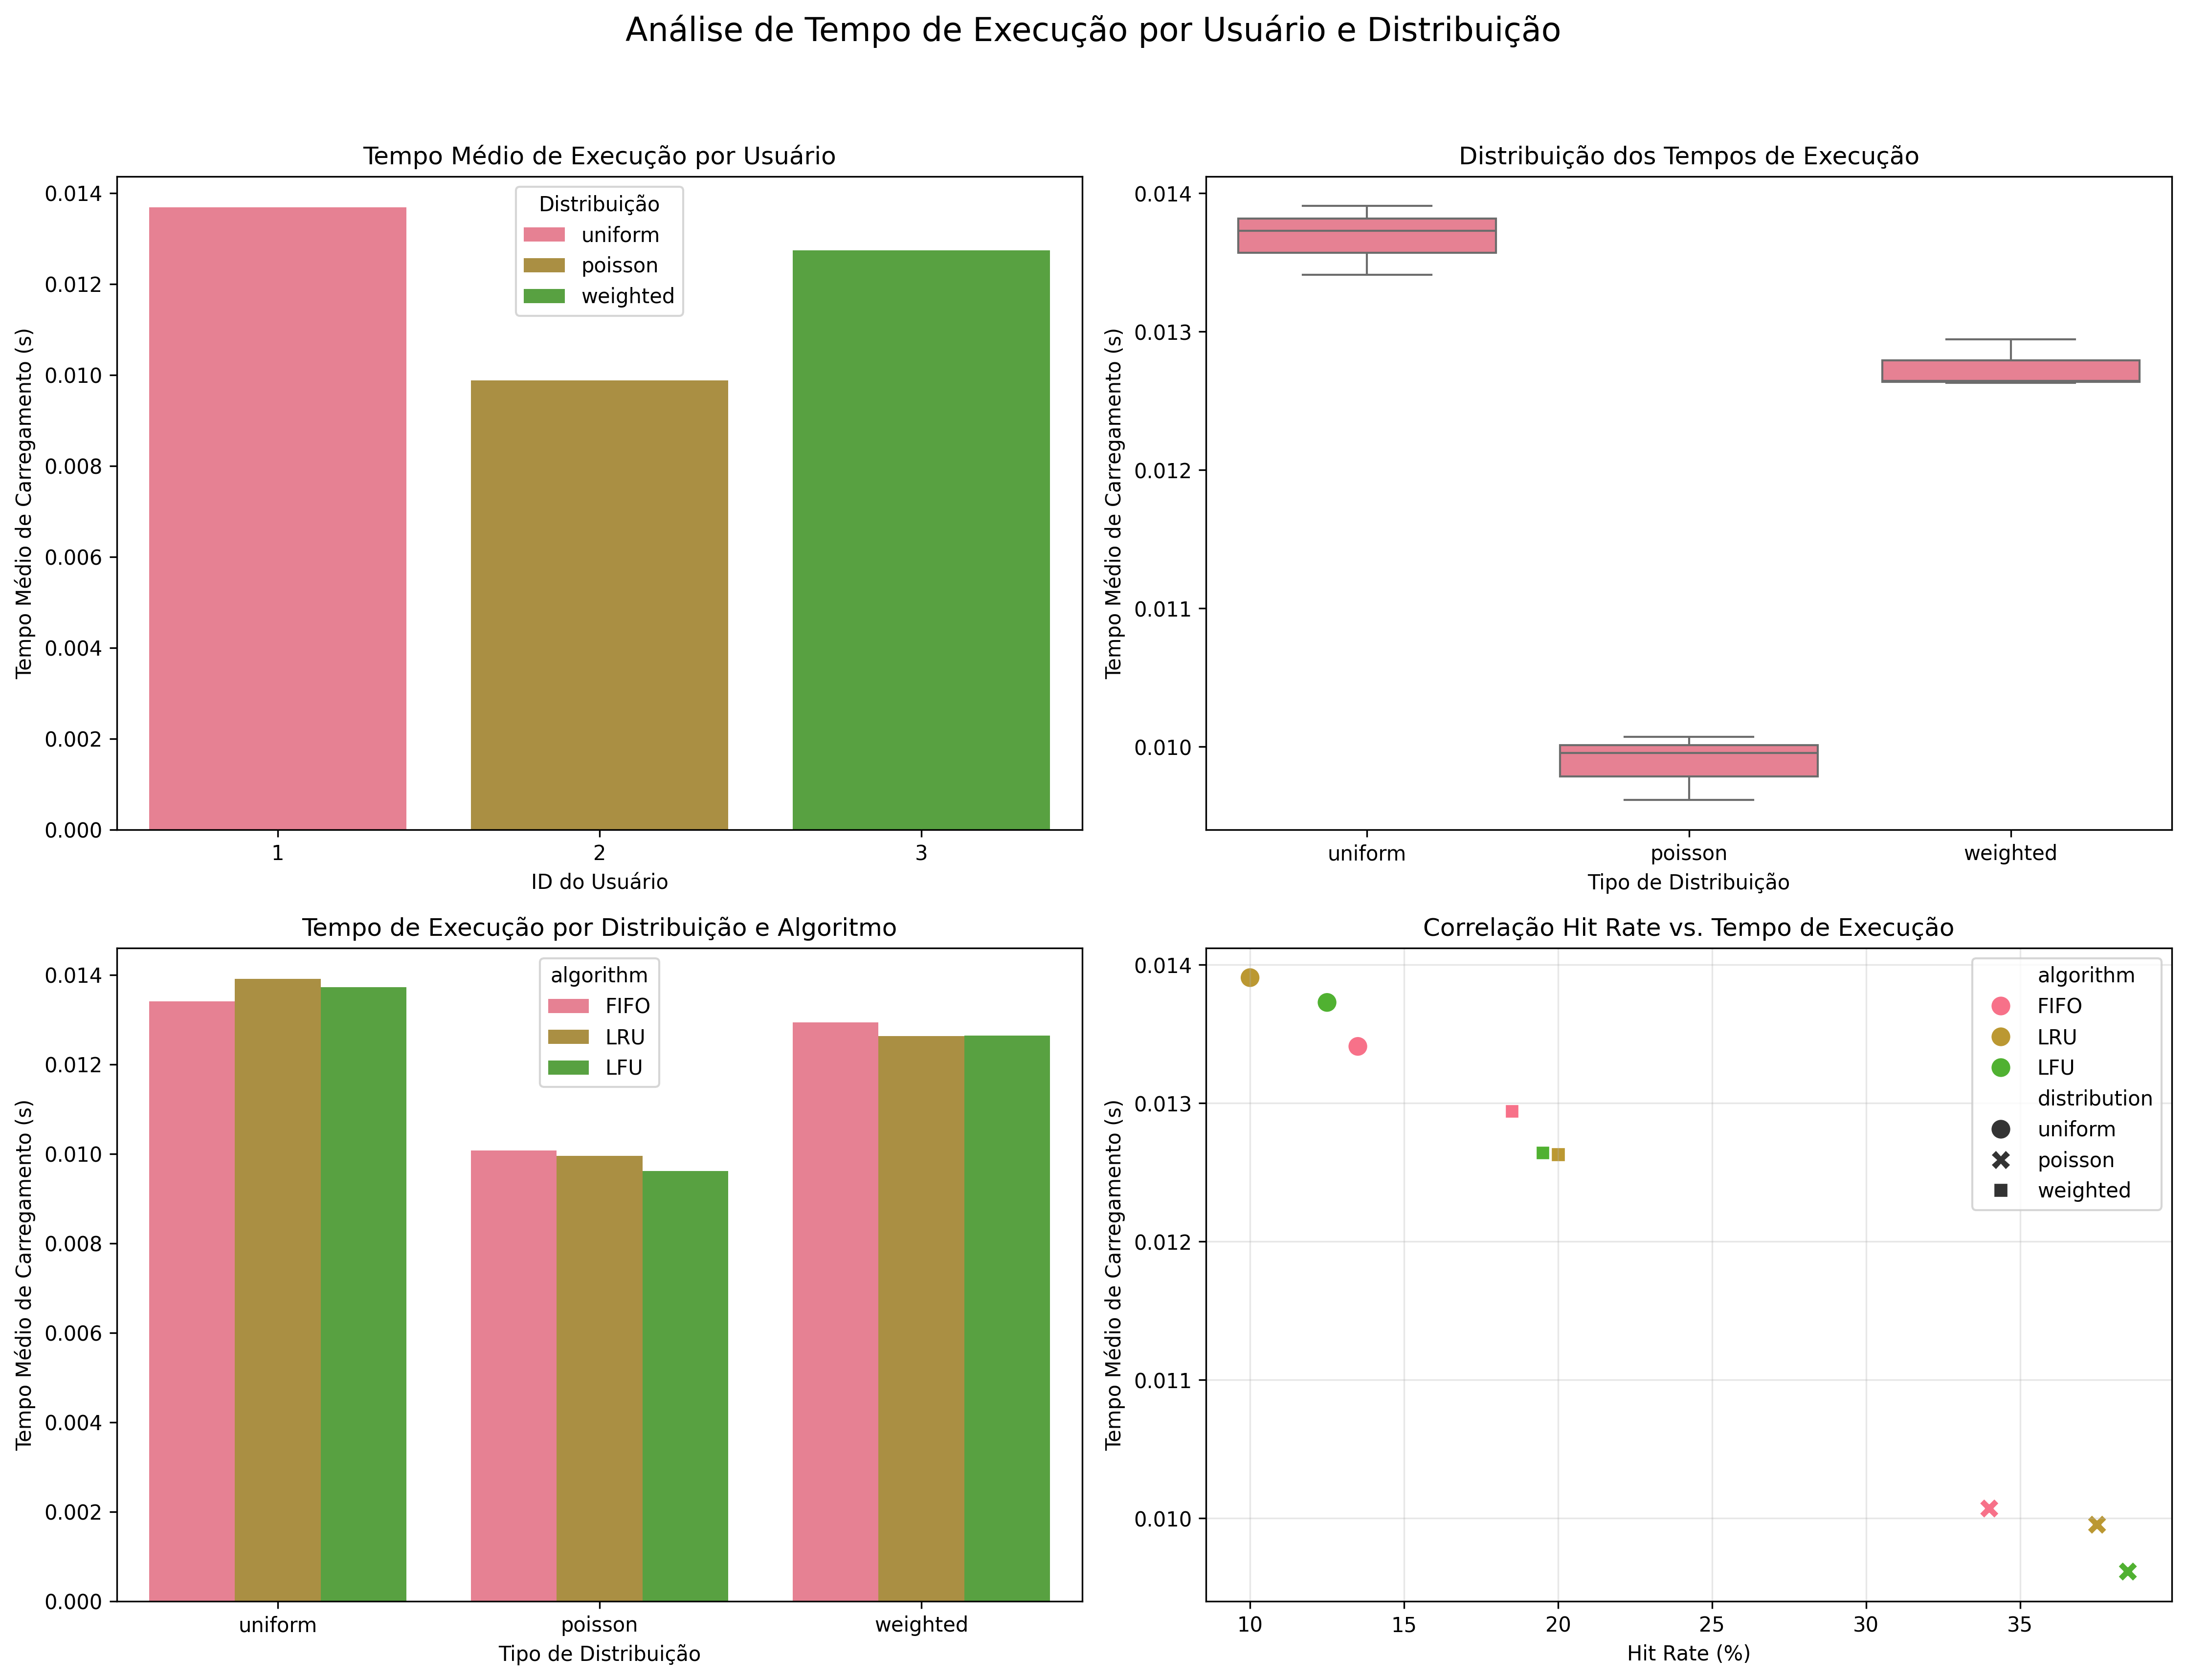 Análise de Tempo de Execução por Usuário e Distribuição
Tempo Médio de Execução por Usuário
Tempo Médio de Carregamento (s)
0.014
0.012
0.010
0.008
0.006
0.004
0.002
0.000
Distribuição
uniform
poisson
weighted
1
2
3
ID do Usuário
Distribuição dos Tempos de Execução
Tempo Médio de Carregamento (s)
0.014
0.013
0.012
0.011
0.010
uniform
poisson
weighted
Tipo de Distribuição
Tempo de Execução por Distribuição e Algoritmo
Tempo Médio de Carregamento (s)
0.014
0.012
0.010
0.008
0.006
0.004
0.002
0.000
algorithm
FIFO
LRU
LFU
uniform
poisson
weighted
Tipo de Distribuição
Correlação Hit Rate vs. Tempo de Execução
Tempo Médio de Carregamento (s)
0.014
0.013
0.012
0.011
0.010
algorithm
FIFO
LRU
LFU
distribution
uniform
poisson
weighted
10
15
20
25
30
35
Hit Rate (%)